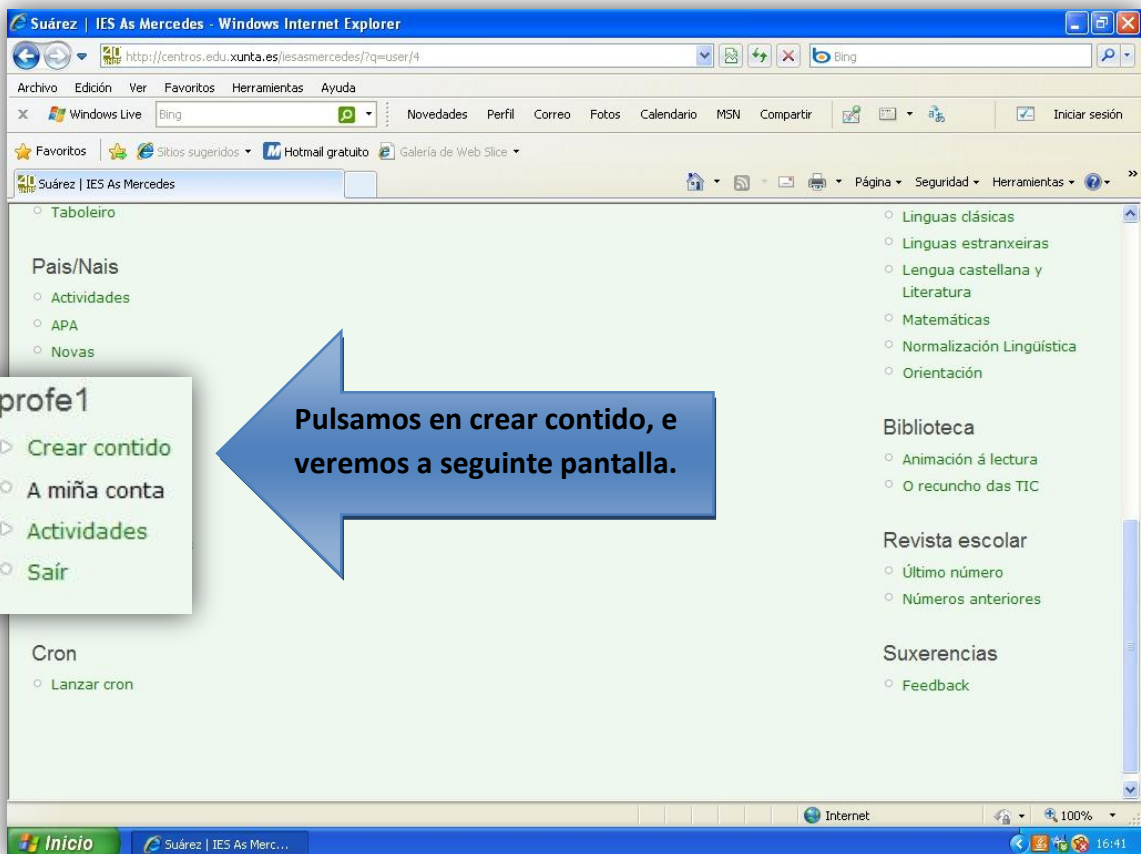 Suárez | IES As Mercedes - Windows Internet Explorer
http://centros.edu.xunta.es/iesasmercedes/?q=user/4
Bing
Archivo Edición Ver Favoritos Herramientas Ayuda
x Windows Live Bing Novedades Perfil Correo Fotos Calendario MSN Compartir Iniciar sesión
Favoritos Sitios sugeridos Hotmail gratuito Galería de Web Slice
Suárez | IES As Mercedes Página Seguridad Herramientas »
Taboleiro
Pais/Nais
Actividades
APA
Novas
profe1
Crear contido
A miña conta
Actividades
Saír
Cron
Lanzar cron
Pulsamos en crear contido, e
veremos a seguinte pantalla.
Linguas clásicas
Linguas estranxeiras
Lengua castellana y
Literatura
Matemáticas
Normalización Lingüística
Orientación
Biblioteca
Animación á lectura
O recuncho das TIC
Revista escolar
Último número
Números anteriores
Suxerencias
Feedback
Internet 100%
Inicio Suárez | IES As Merc... 16:41